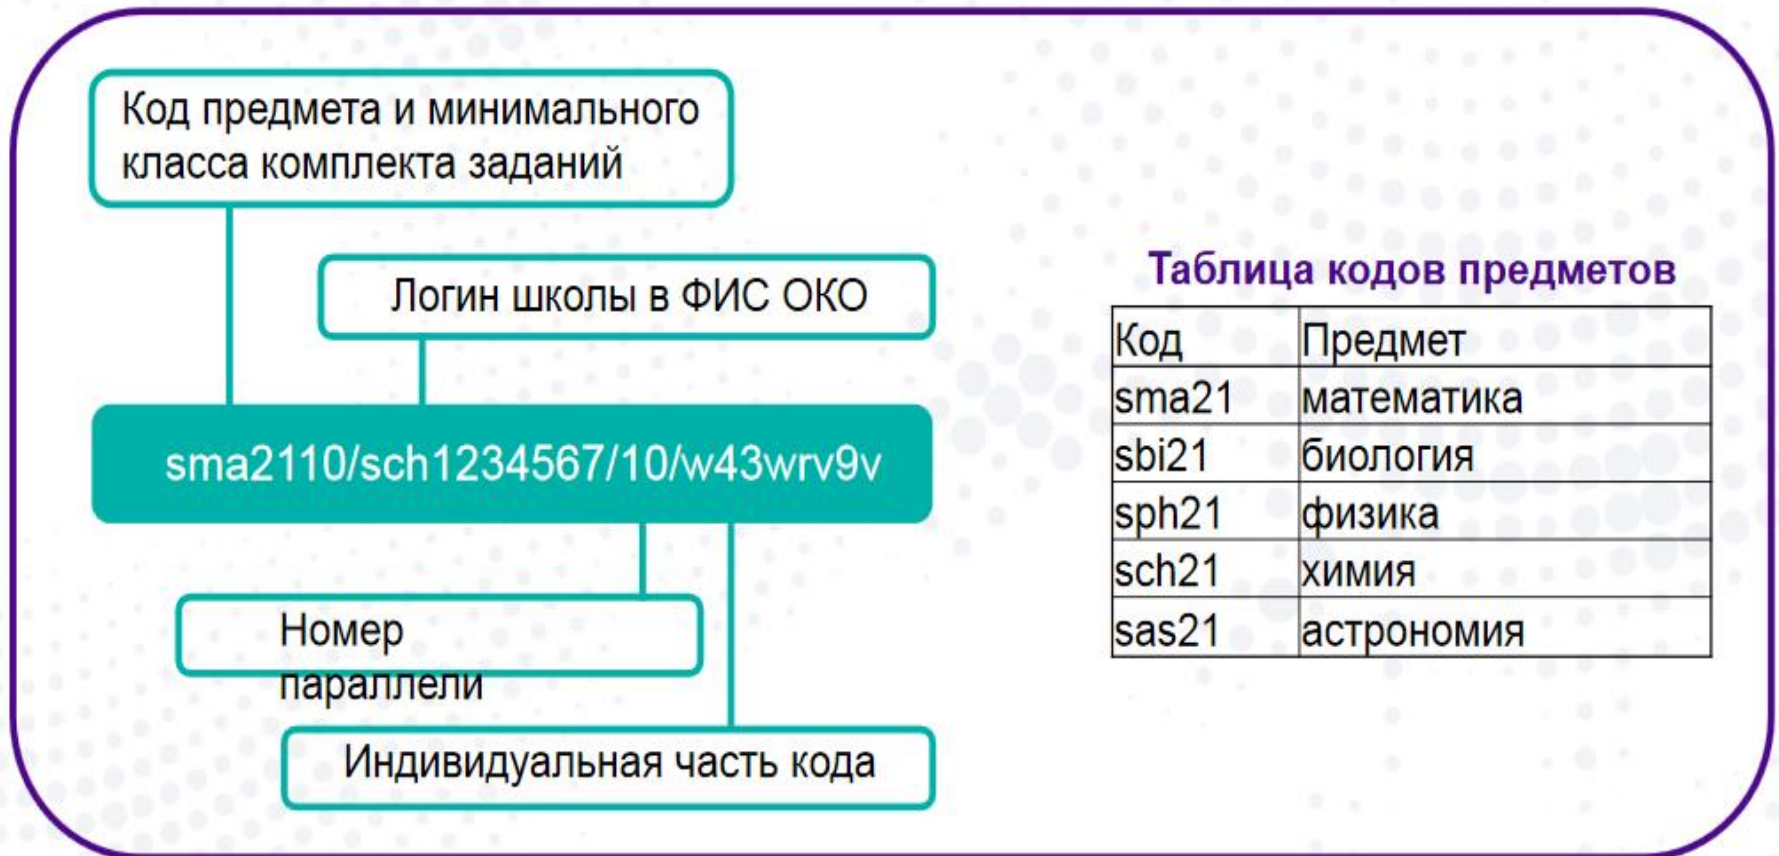 Код предмета и минимального
класса комплекта заданий
Логин школы в ФИС ОКО
sma2110/sch1234567/10/w43wrv9v
Номер
параллели
Индивидуальная часть кода
Таблица кодов предметов
Код Предмет
sma21 математика
sbi21 биология
sph21 физика
sch21 химия
sas21 астрономия